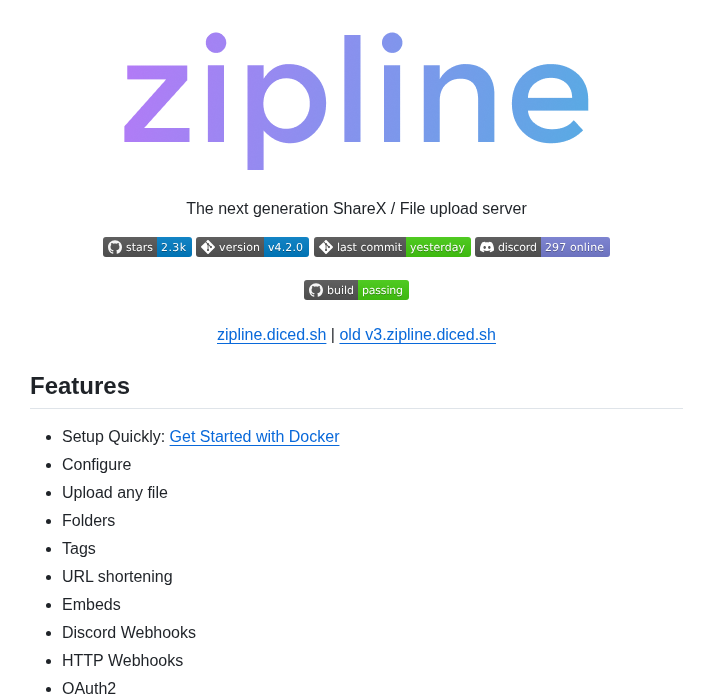 zipline
The next generation ShareX / File upload server
stars 2.3k version v4.2.0 last commit yesterday discord 297 online
build passing
zipline.diced.sh | old v3.zipline.diced.sh
Features
Setup Quickly: Get Started with Docker
Configure
Upload any file
Folders
Tags
URL shortening
Embeds
Discord Webhooks
HTTP Webhooks
OAuth2